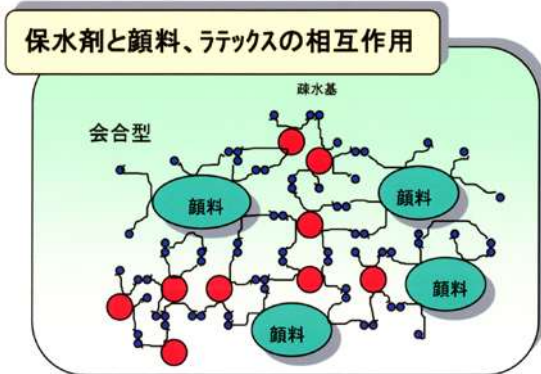 保水剤と顔料、ラテックスの相互作用
疎水基
会合型
顔料
顔料
顔料
顔料